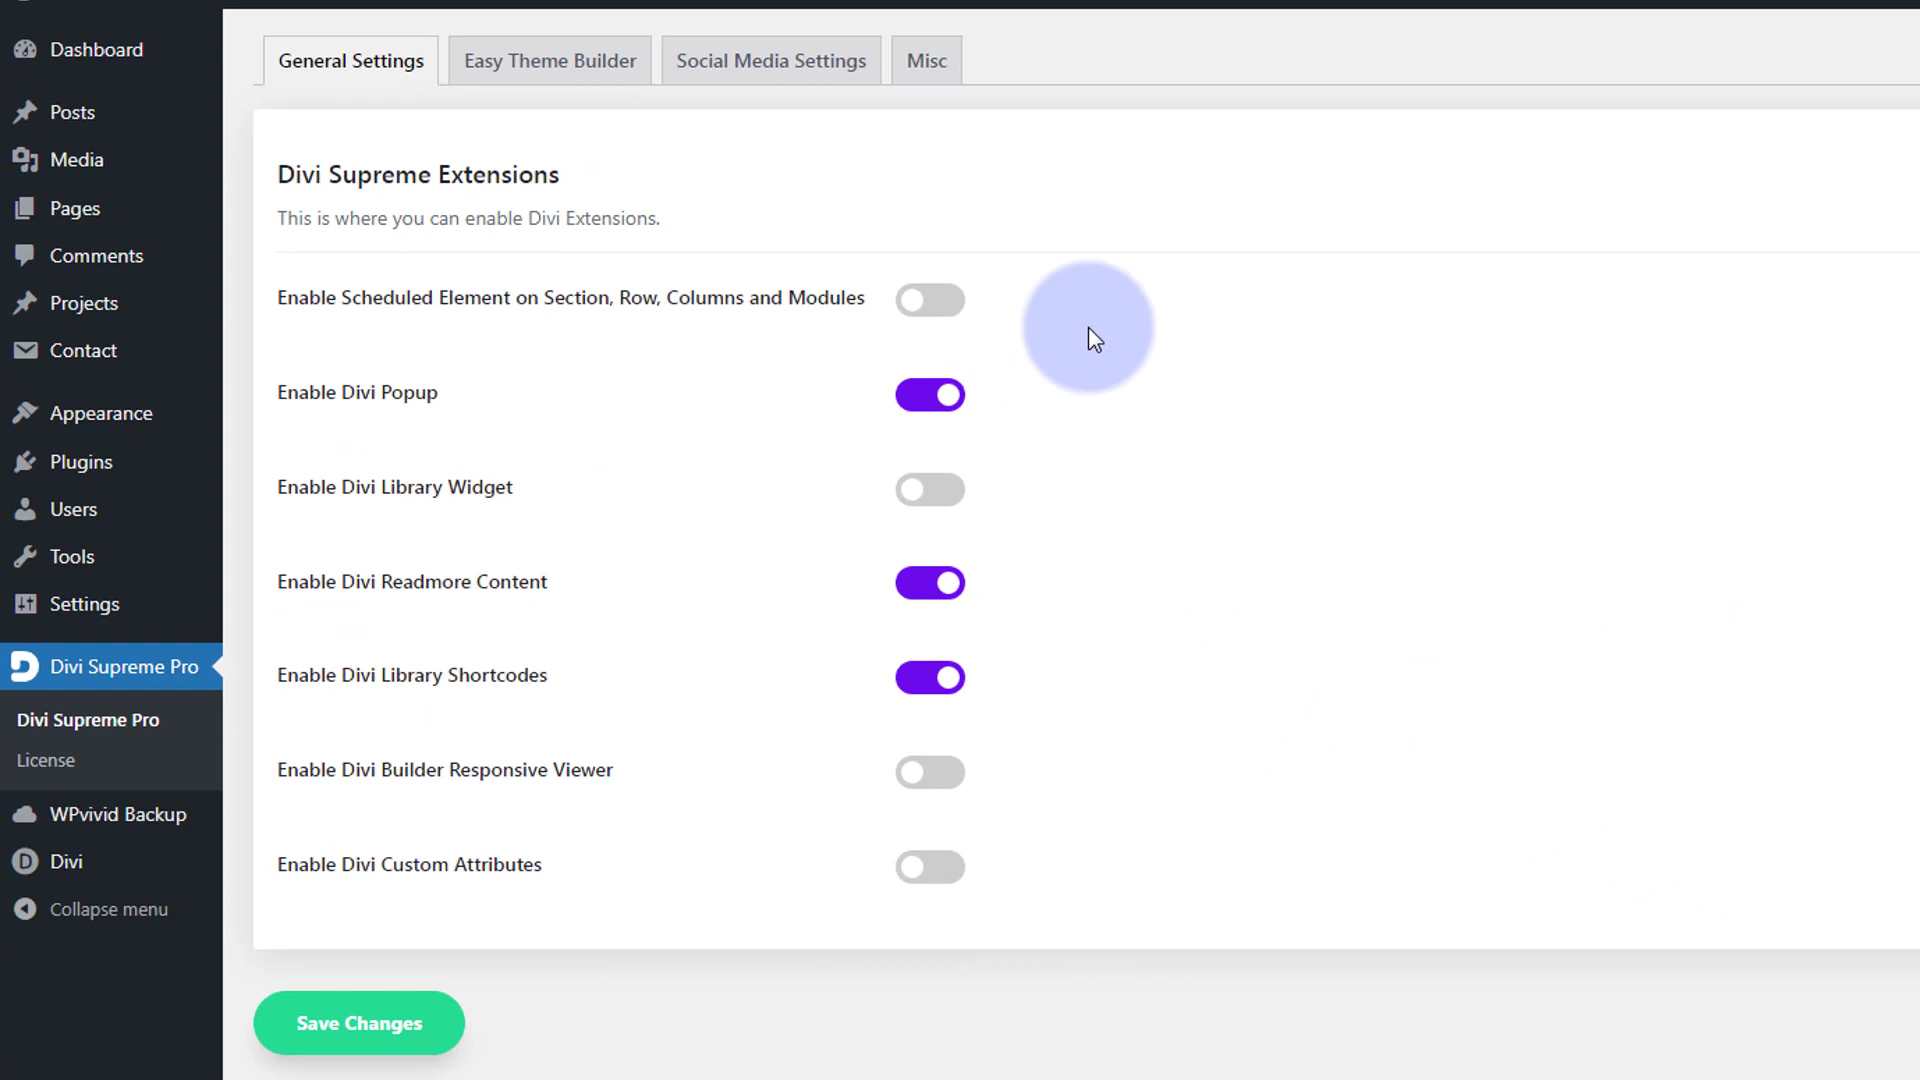 Dashboard
Posts
Media
Pages
Comments
Projects
Contact
Appearance
Plugins
Users
Tools
Settings
Divi Supreme Pro
Divi Supreme Pro
License
WPvivid Backup
Divi
Collapse menu
General Settings
Easy Theme Builder
Social Media Settings
Misc
Divi Supreme Extensions
This is where you can enable Divi Extensions.
Enable Scheduled Element on Section, Row, Columns and Modules
Enable Divi Popup
Enable Divi Library Widget
Enable Divi Readmore Content
Enable Divi Library Shortcodes
Enable Divi Builder Responsive Viewer
Enable Divi Custom Attributes
Save Changes